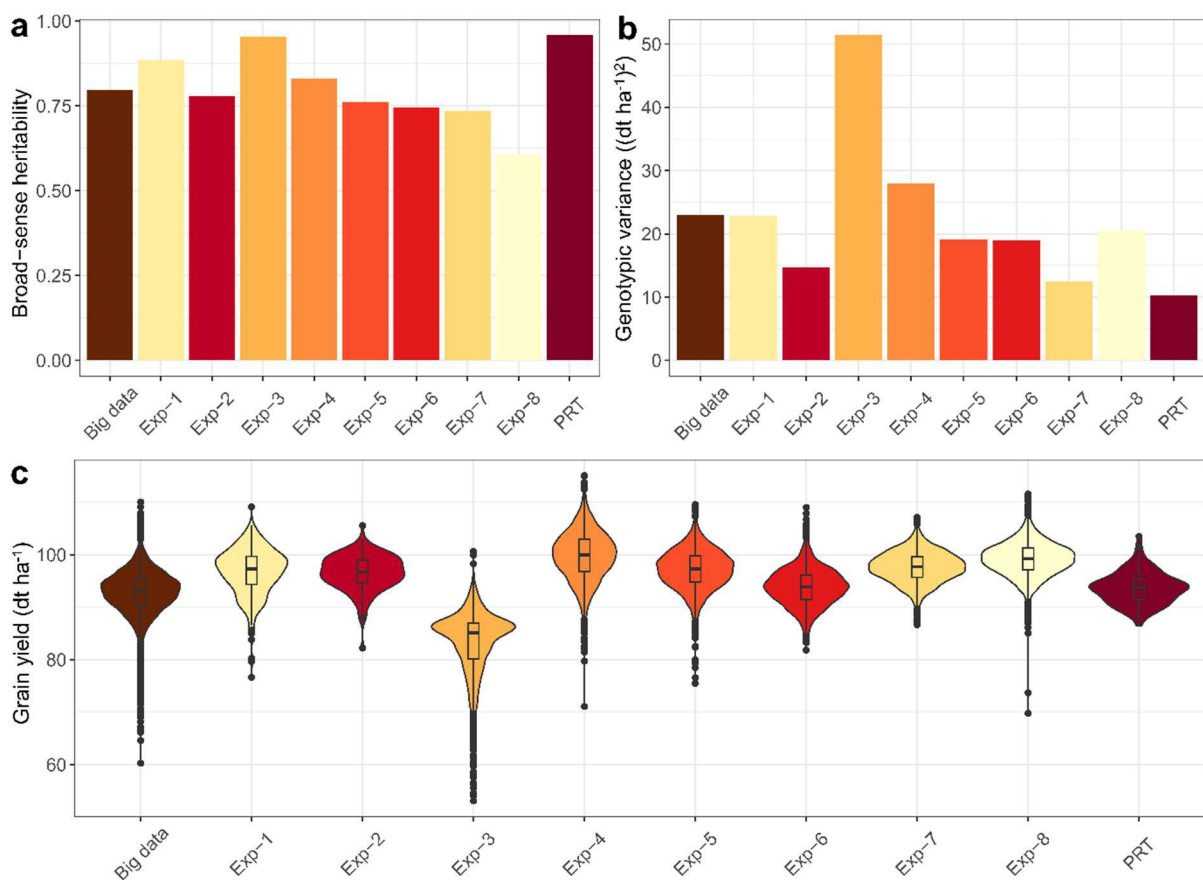 a
Broad-sense heritability
1.00
0.75
0.50
0.25
0.00
Big data
Exp-1
Exp-2
Exp-3
Exp-4
Exp-5
Exp-6
Exp-7
Exp-8
PRT
b
Genotypic variance ((dt ha⁻¹)²)
50
40
30
20
10
0
Big data
Exp-1
Exp-2
Exp-3
Exp-4
Exp-5
Exp-6
Exp-7
Exp-8
PRT
c
Grain yield (dt ha⁻¹)
100
80
60
Big data
Exp-1
Exp-2
Exp-3
Exp-4
Exp-5
Exp-6
Exp-7
Exp-8
PRT